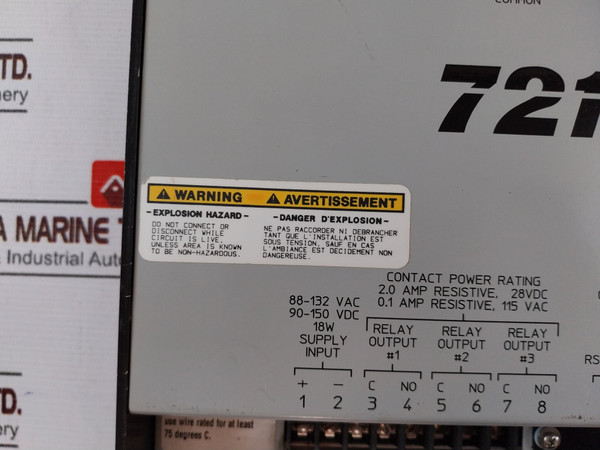 COMMON
TD.
nery
721
A MARINE T
& Industrial Auto
WARNING
- EXPLOSION HAZARD -
DO NOT CONNECT OR
DISCONNECT WHILE
CIRCUIT IS LIVE.
UNLESS AREA IS KNOWN
TO BE NON-HAZARDOUS.
AVERTISSEMENT
- DANGER D'EXPLOSION -
NE PAS RACCORDER NI DEBRANCHER
TANT QUE L'INSTALLATION EST
SOUS TENSION, SAUF EN CAS
L'AMBIANCE EST DECIDEMENT NON
DANGEREUSE.
CONTACT POWER RATING
2.0 AMP RESISTIVE, 28VDC
0.1 AMP RESISTIVE, 115 VAC
88-132 VAC
90-150 VDC
18W
SUPPLY
INPUT
RELAY
OUTPUT
#1
RELAY
OUTPUT
#2
RELAY
OUTPUT
#3
RS
+ − C NO C NO C NO
1 2 3 4 5 6 7 8
D.
ery
use wire rated for at least
75 degrees C.